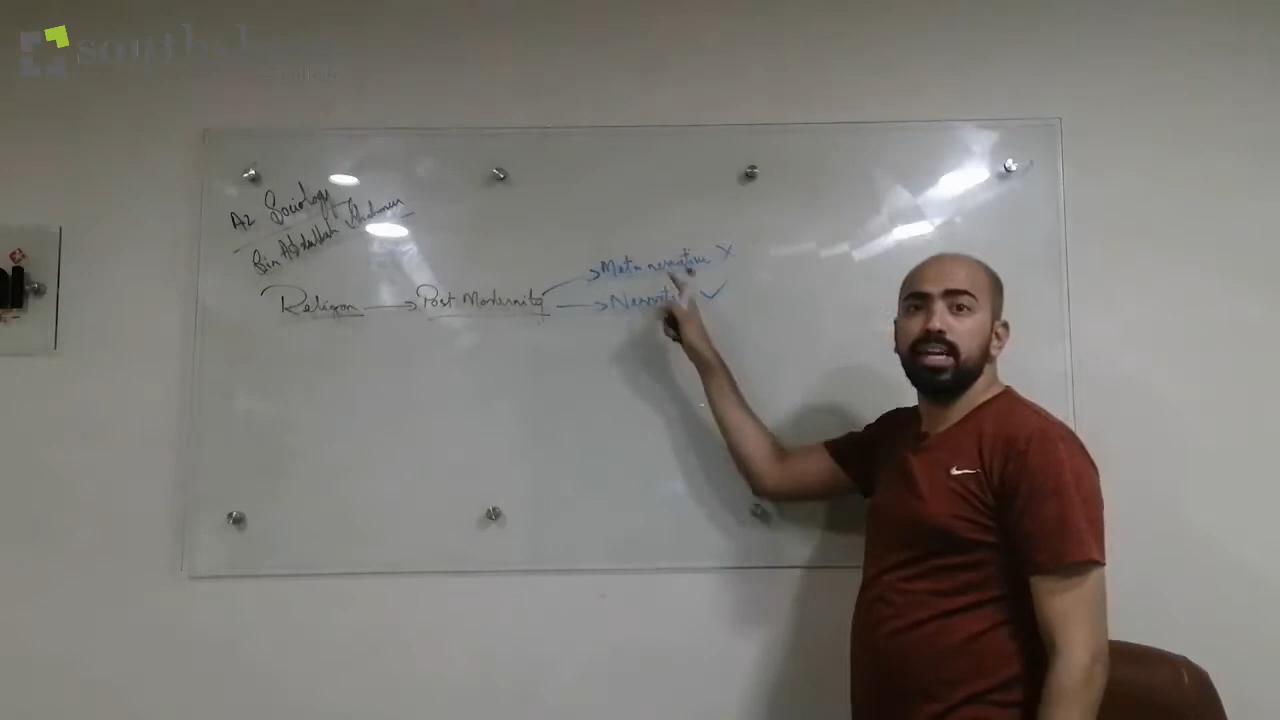 A2 Sociology
Bin Abdullah
Religion → Post Modernity → Meta narrative X
→ Narrative ✓